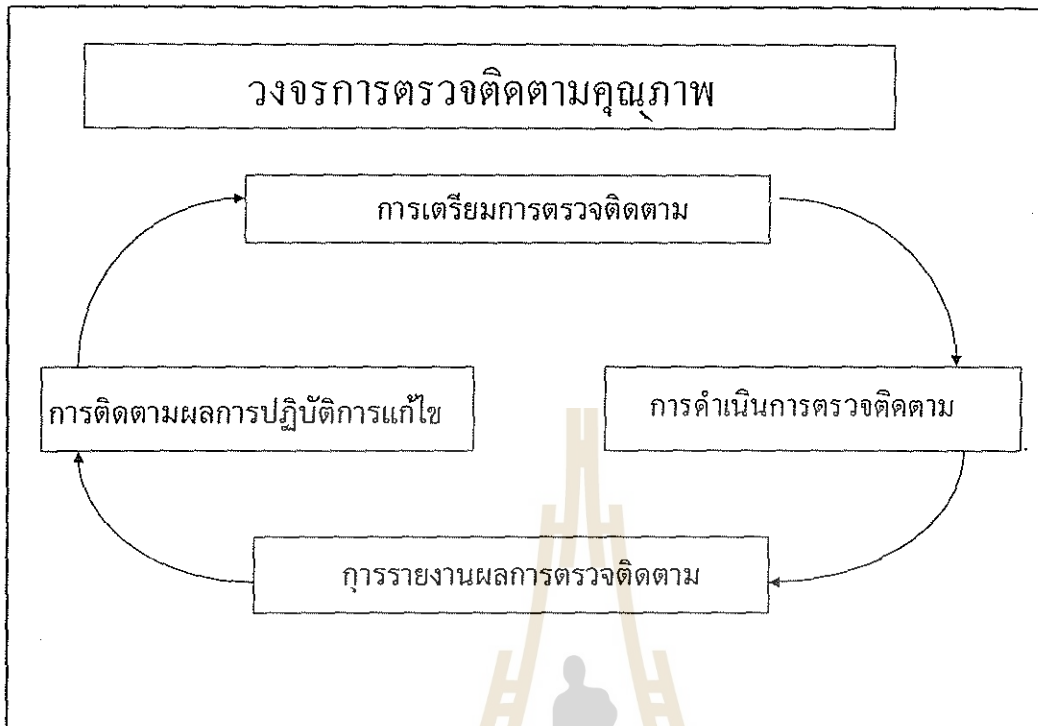 วงจรการตรวจติดตามคุณภาพ
การเตรียมการตรวจติดตาม
การดำเนินการตรวจติดตาม
การรายงานผลการตรวจติดตาม
การติดตามผลการปฏิบัติการแก้ไข